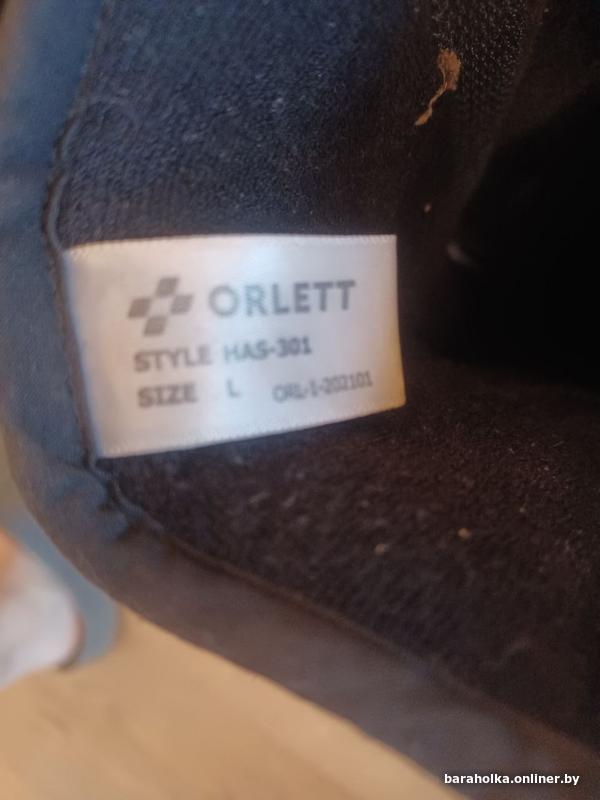 ORLETT
STYLE HAS-301
SIZE L ORL-1-202101
baraholka.onliner.by